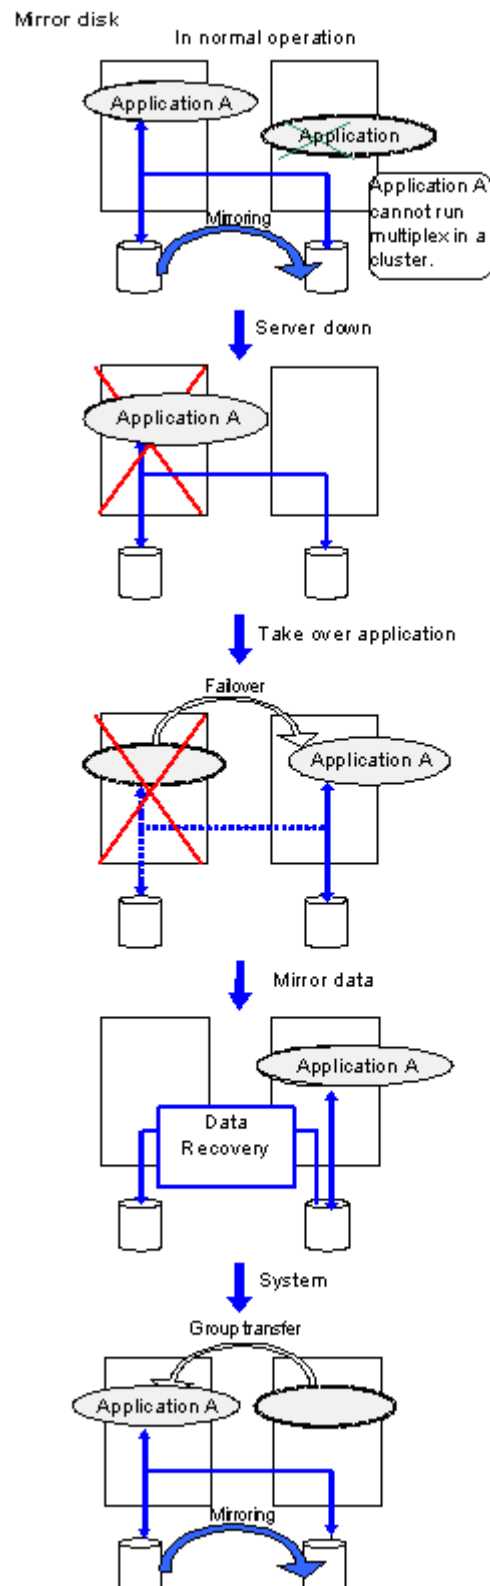 Mirror disk
In normal operation
Application A
Application
Application A
cannot run
multiplex in a
cluster.
Mirroring
Server down
Application A
Take over application
Failover
Application A
Mirror data
Application A
Data
Recovery
System
Group transfer
Application A
Mirroring